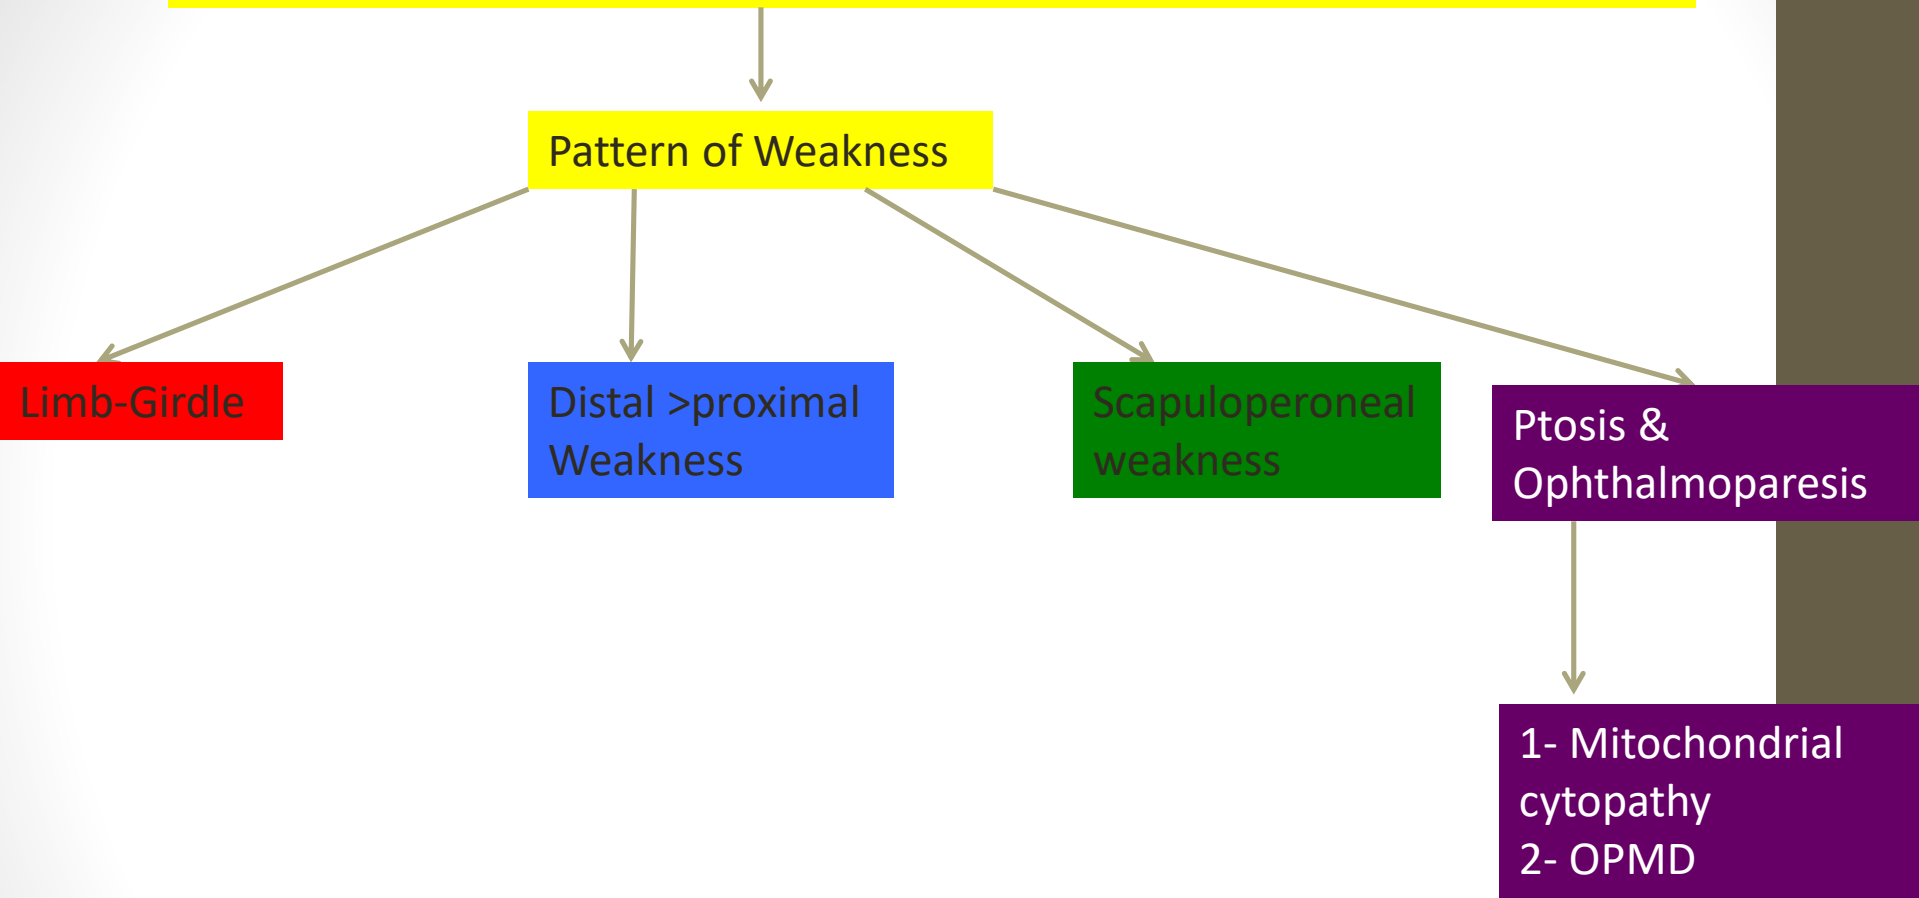 Pattern of Weakness
Limb-Girdle
Distal >proximal
Weakness
Scapuloperoneal
weakness
Ptosis &
Ophthalmoparesis
1- Mitochondrial
cytopathy
2- OPMD